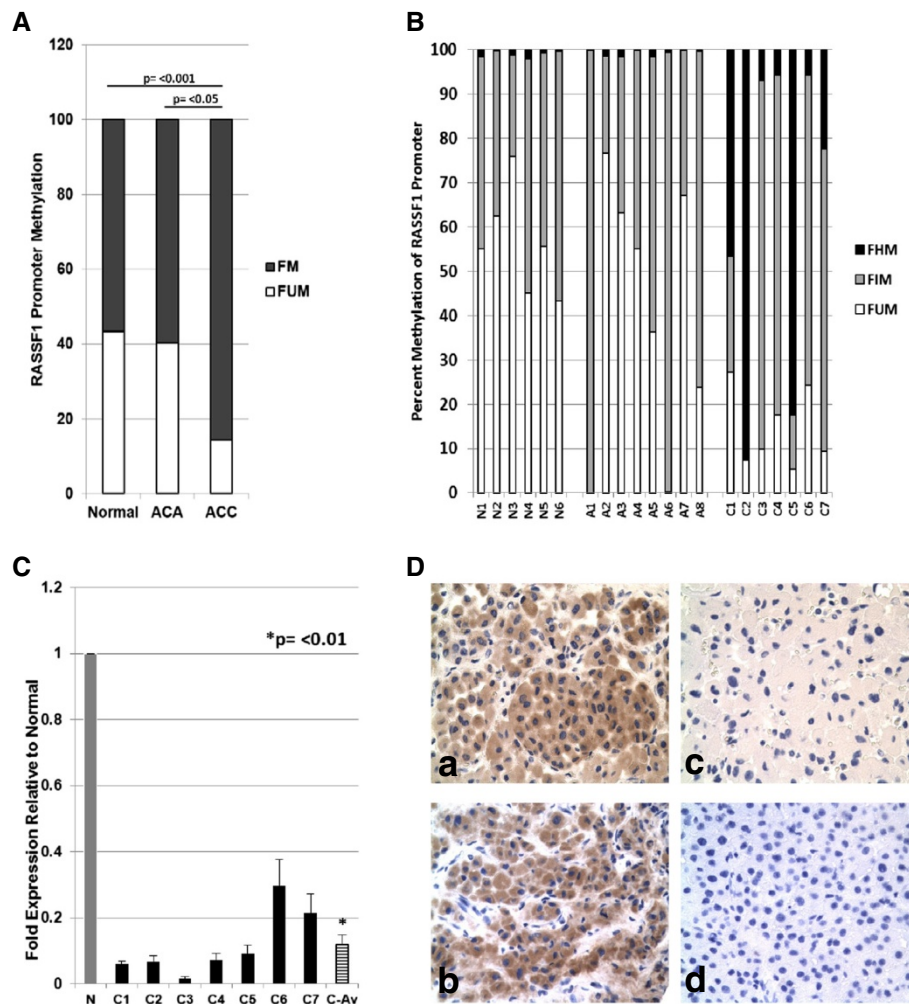 A
RASSF1 Promoter Methylation
120
100
80
60
40
20
0
p= <0.001
p= <0.05
Normal ACA ACC
FM
FUM
B
Percent Methylation of RASSF1 Promoter
100
90
80
70
60
50
40
30
20
10
0
N1 N2 N3 N4 N5 N6 A1 A2 A3 A4 A5 A6 A7 A8 C1 C2 C3 C4 C5 C6 C7
FHM
FIM
FUM
C
Fold Expression Relative to Normal
1.2
1
0.8
0.6
0.4
0.2
0
*p= <0.01
*
N C1 C2 C3 C4 C5 C6 C7 C-Av
D
a
c
b
d